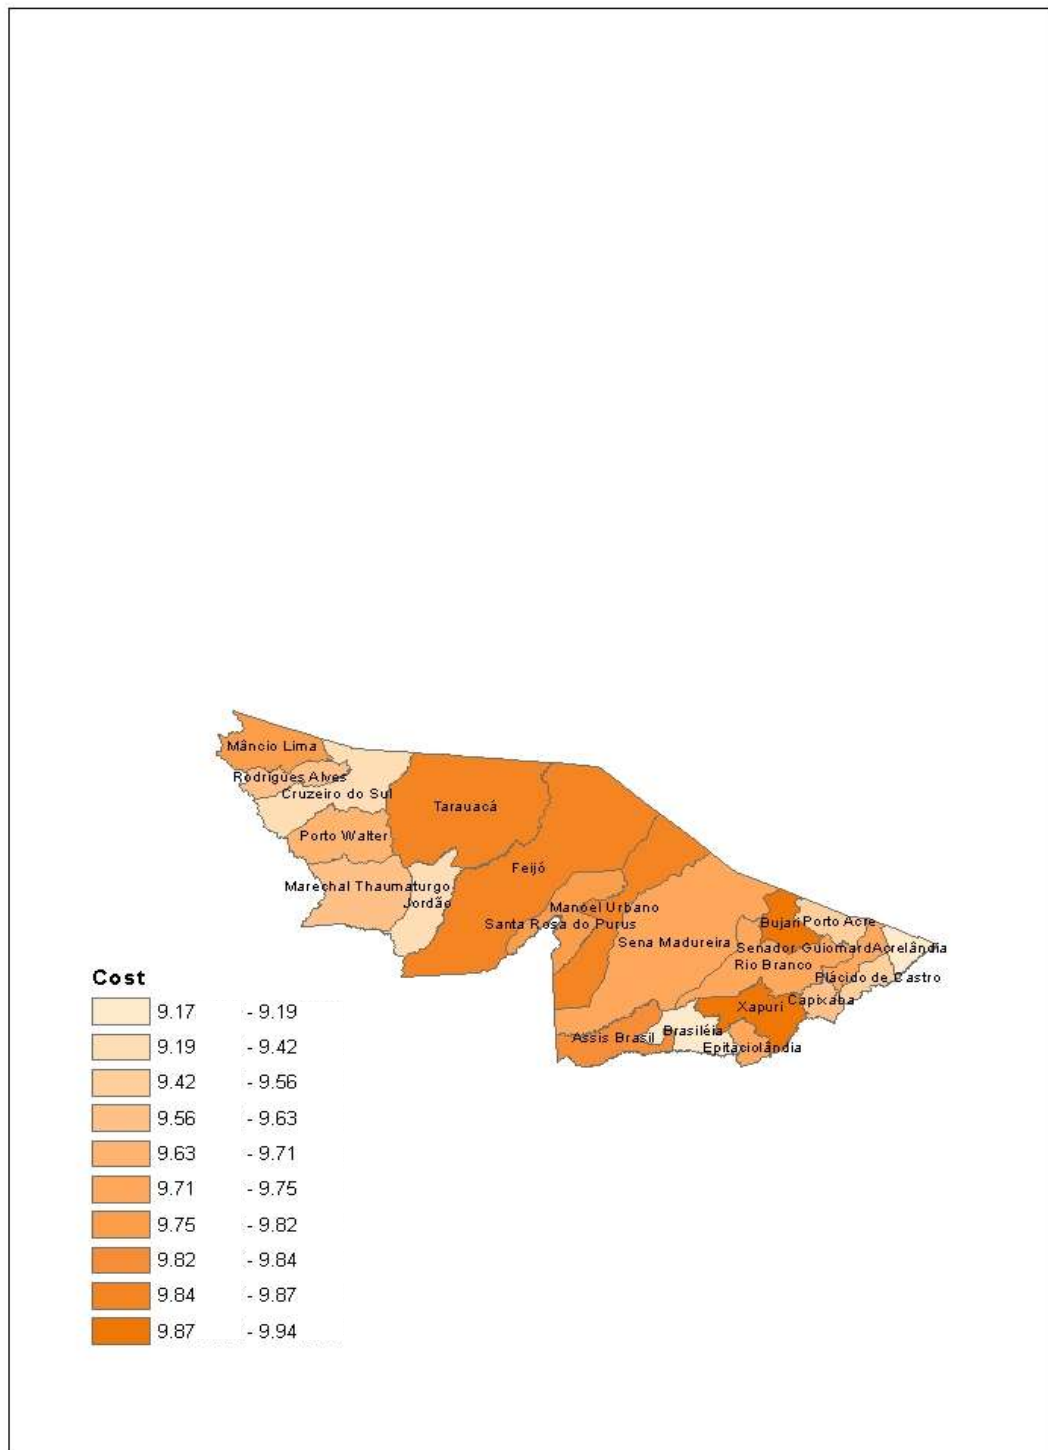 Mâncio Lima
Rodrigues Alves
Cruzeiro do Sul
Tarauacá
Porto Walter
Feijó
Marechal Thaumaturgo
Jordão
Manoel Urbano
Santa Rosa do Purus
Sena Madureira
Bujari
Porto Acre
Senador Guiomard
Acrelândia
Rio Branco
Plácido de Castro
Capixaba
Xapuri
Brasiléia
Assis Brasil
Epitaciolândia
Cost
9.17 - 9.19
9.19 - 9.42
9.42 - 9.56
9.56 - 9.63
9.63 - 9.71
9.71 - 9.75
9.75 - 9.82
9.82 - 9.84
9.84 - 9.87
9.87 - 9.94